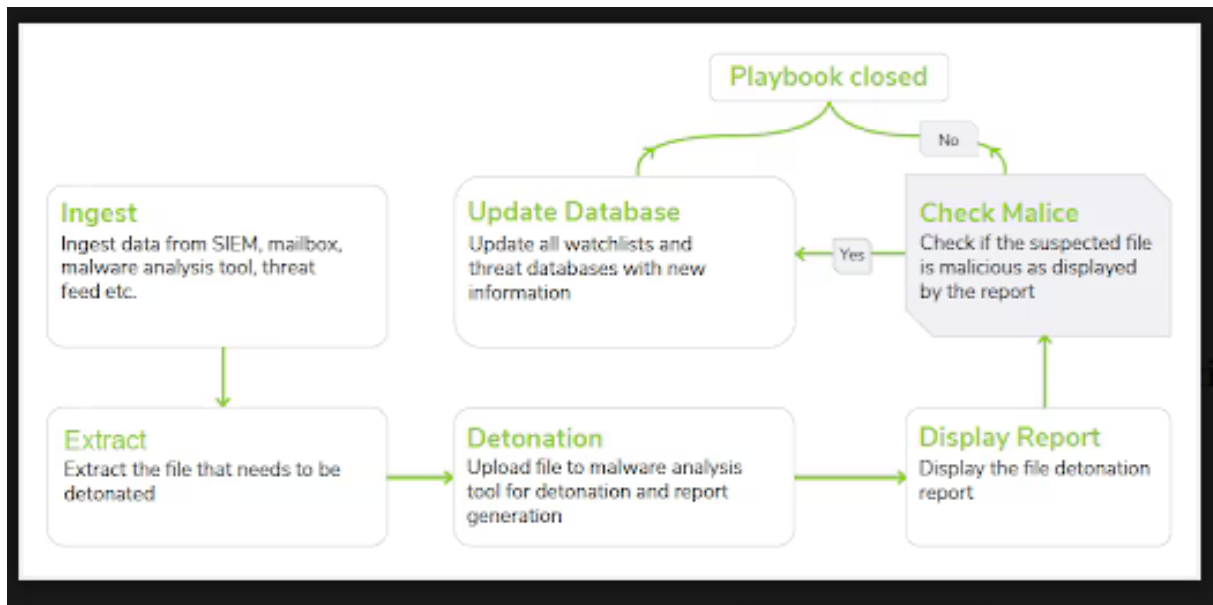 Playbook closed
No
Ingest
Ingest data from SIEM, mailbox,
malware analysis tool, threat
feed etc.
Update Database
Update all watchlists and
threat databases with new
information
Yes
Check Malice
Check if the suspected file
is malicious as displayed
by the report
Extract
Extract the file that needs to be
detonated
Detonation
Upload file to malware analysis
tool for detonation and report
generation
Display Report
Display the file detonation
report